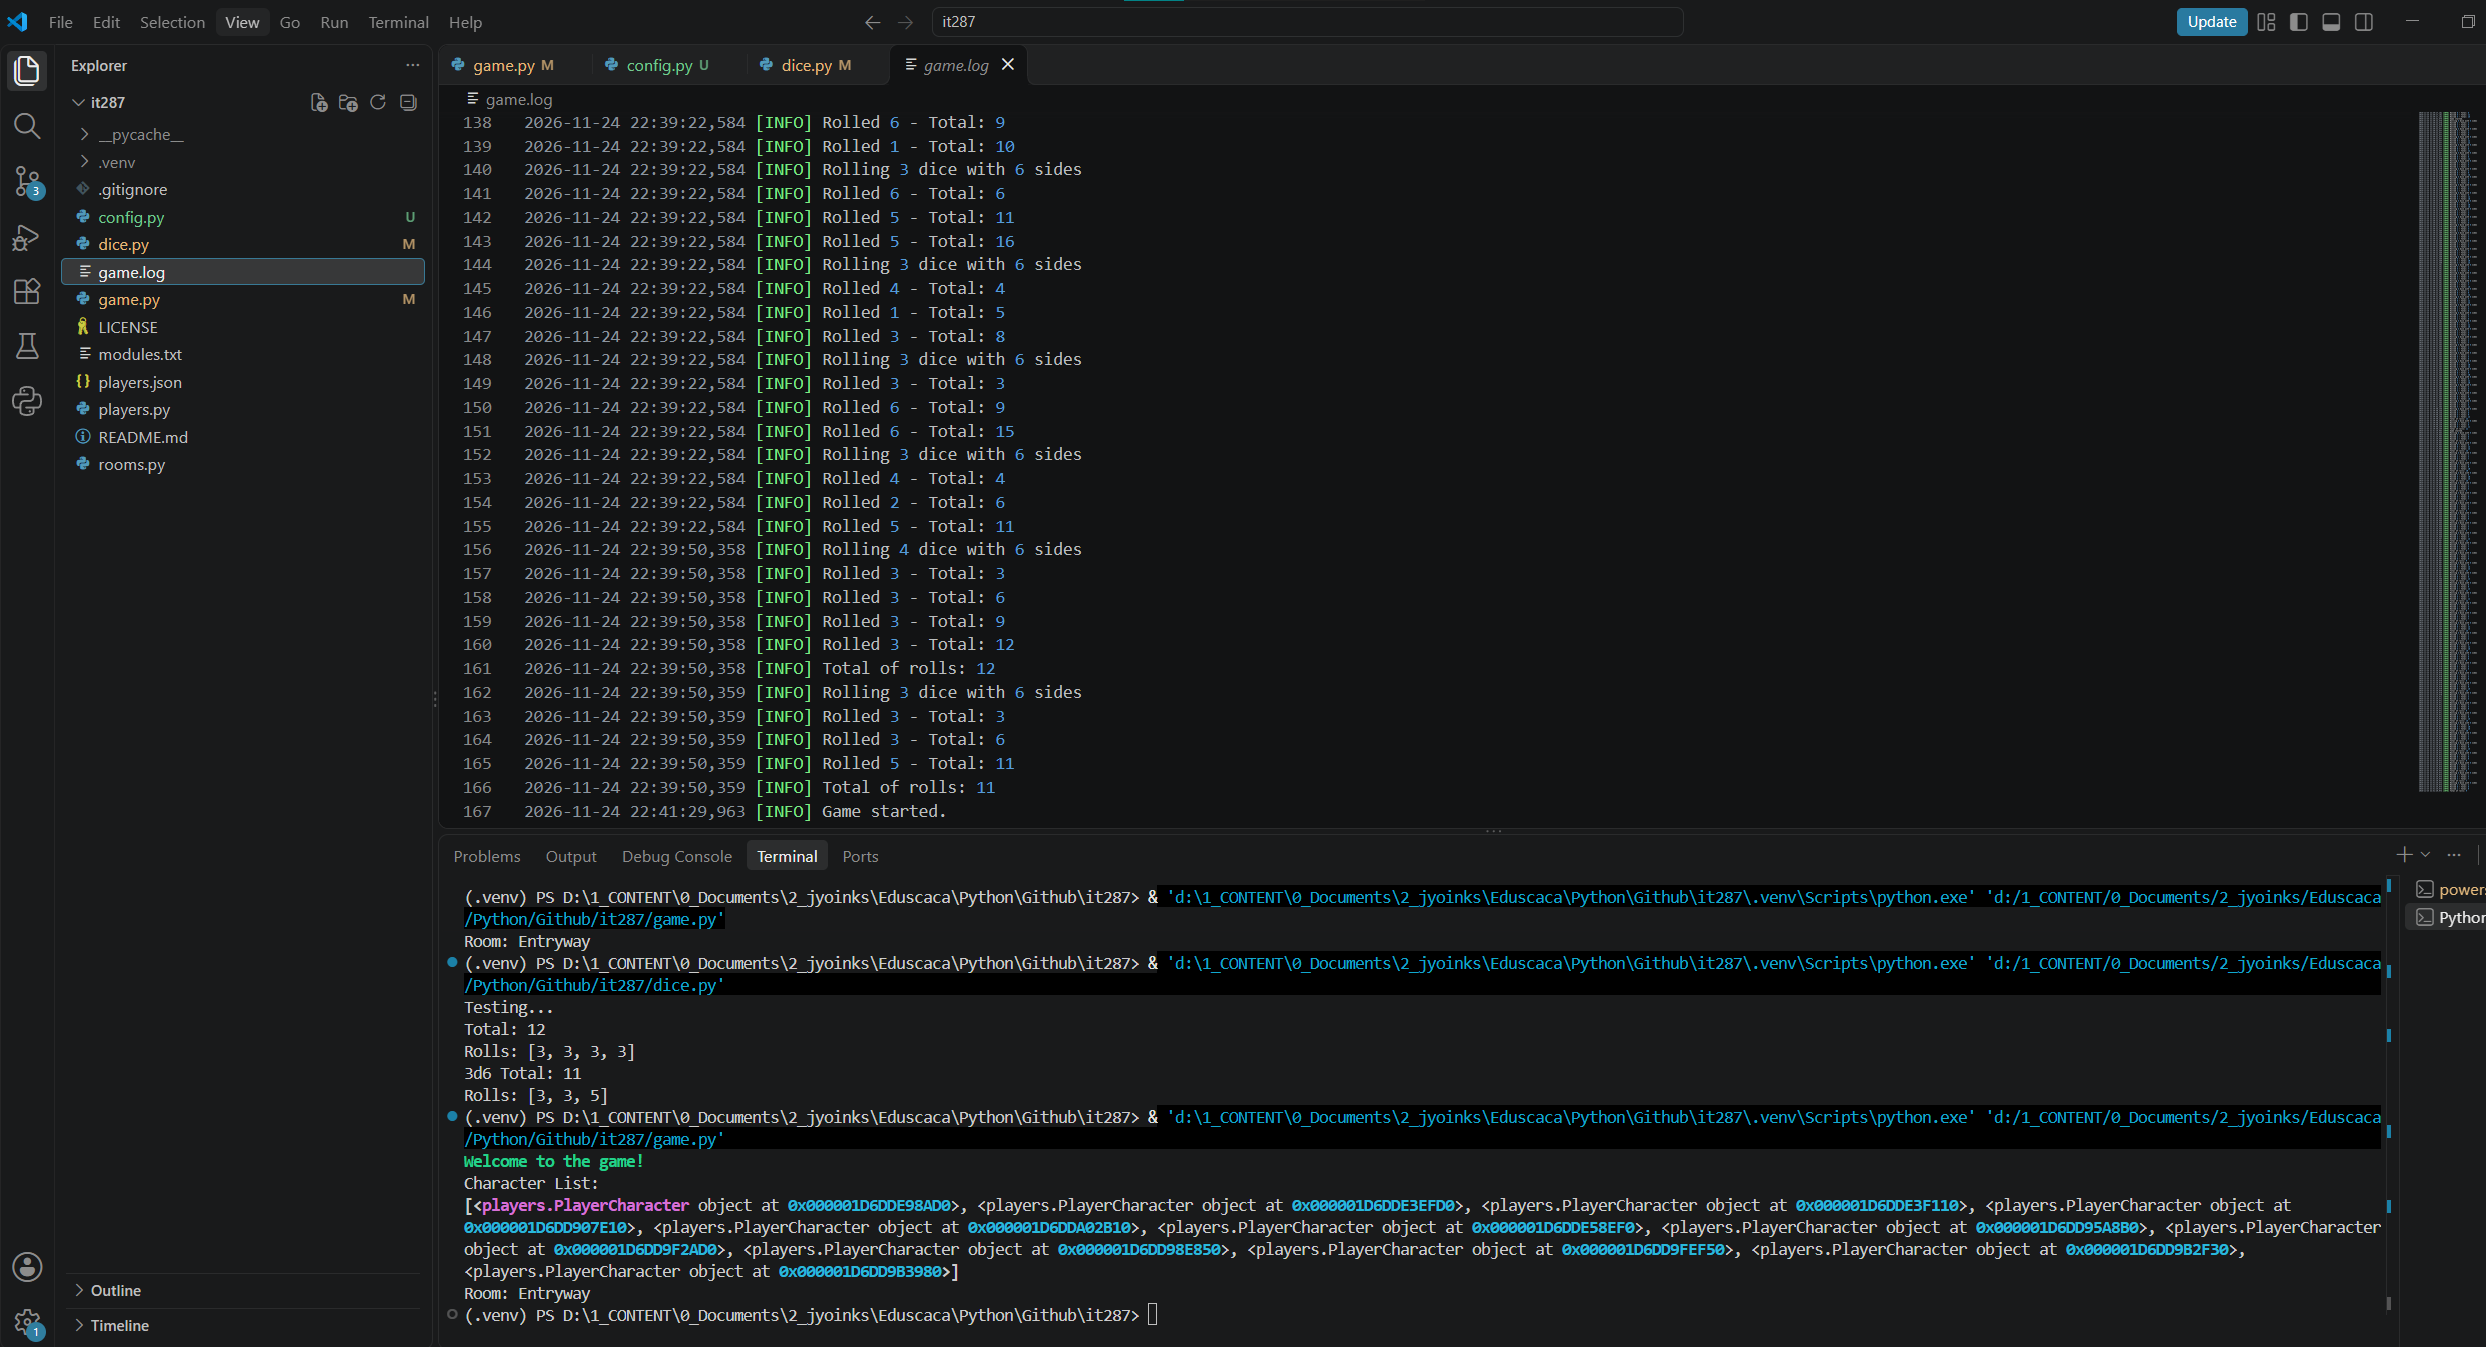 File Edit Selection View Go Run Terminal Help
it287
Update
Explorer
it287
__pycache__
.venv
.gitignore
config.py U
dice.py M
game.log
game.py M
LICENSE
modules.txt
players.json
players.py
README.md
rooms.py
Outline
Timeline
3
1
game.py M config.py U dice.py M game.log
game.log
138 2026-11-24 22:39:22,584 [INFO] Rolled 6 - Total: 9
139 2026-11-24 22:39:22,584 [INFO] Rolled 1 - Total: 10
140 2026-11-24 22:39:22,584 [INFO] Rolling 3 dice with 6 sides
141 2026-11-24 22:39:22,584 [INFO] Rolled 6 - Total: 6
142 2026-11-24 22:39:22,584 [INFO] Rolled 5 - Total: 11
143 2026-11-24 22:39:22,584 [INFO] Rolled 5 - Total: 16
144 2026-11-24 22:39:22,584 [INFO] Rolling 3 dice with 6 sides
145 2026-11-24 22:39:22,584 [INFO] Rolled 4 - Total: 4
146 2026-11-24 22:39:22,584 [INFO] Rolled 1 - Total: 5
147 2026-11-24 22:39:22,584 [INFO] Rolled 3 - Total: 8
148 2026-11-24 22:39:22,584 [INFO] Rolling 3 dice with 6 sides
149 2026-11-24 22:39:22,584 [INFO] Rolled 3 - Total: 3
150 2026-11-24 22:39:22,584 [INFO] Rolled 6 - Total: 9
151 2026-11-24 22:39:22,584 [INFO] Rolled 6 - Total: 15
152 2026-11-24 22:39:22,584 [INFO] Rolling 3 dice with 6 sides
153 2026-11-24 22:39:22,584 [INFO] Rolled 4 - Total: 4
154 2026-11-24 22:39:22,584 [INFO] Rolled 2 - Total: 6
155 2026-11-24 22:39:22,584 [INFO] Rolled 5 - Total: 11
156 2026-11-24 22:39:50,358 [INFO] Rolling 4 dice with 6 sides
157 2026-11-24 22:39:50,358 [INFO] Rolled 3 - Total: 3
158 2026-11-24 22:39:50,358 [INFO] Rolled 3 - Total: 6
159 2026-11-24 22:39:50,358 [INFO] Rolled 3 - Total: 9
160 2026-11-24 22:39:50,358 [INFO] Rolled 3 - Total: 12
161 2026-11-24 22:39:50,358 [INFO] Total of rolls: 12
162 2026-11-24 22:39:50,359 [INFO] Rolling 3 dice with 6 sides
163 2026-11-24 22:39:50,359 [INFO] Rolled 3 - Total: 3
164 2026-11-24 22:39:50,359 [INFO] Rolled 3 - Total: 6
165 2026-11-24 22:39:50,359 [INFO] Rolled 5 - Total: 11
166 2026-11-24 22:39:50,359 [INFO] Total of rolls: 11
167 2026-11-24 22:41:29,963 [INFO] Game started.
Problems Output Debug Console Terminal Ports
(.venv) PS D:\1_CONTENT\0_Documents\2_jyoinks\Eduscaca\Python\Github\it287> & 'd:\1_CONTENT\0_Documents\2_jyoinks\Eduscaca\Python\Github\it287\.venv\Scripts\python.exe' 'd:/1_CONTENT/0_Documents/2_jyoinks/Eduscaca
/Python/Github/it287/game.py'
Room: Entryway
(.venv) PS D:\1_CONTENT\0_Documents\2_jyoinks\Eduscaca\Python\Github\it287> & 'd:\1_CONTENT\0_Documents\2_jyoinks\Eduscaca\Python\Github\it287\.venv\Scripts\python.exe' 'd:/1_CONTENT/0_Documents/2_jyoinks/Eduscaca
/Python/Github/it287/dice.py'
Testing...
Total: 12
Rolls: [3, 3, 3, 3]
3d6 Total: 11
Rolls: [3, 3, 5]
(.venv) PS D:\1_CONTENT\0_Documents\2_jyoinks\Eduscaca\Python\Github\it287> & 'd:\1_CONTENT\0_Documents\2_jyoinks\Eduscaca\Python\Github\it287\.venv\Scripts\python.exe' 'd:/1_CONTENT/0_Documents/2_jyoinks/Eduscaca
/Python/Github/it287/game.py'
Welcome to the game!
Character List:
[<players.PlayerCharacter object at 0x000001D6DDE98AD0>, <players.PlayerCharacter object at 0x000001D6DDE3EFD0>, <players.PlayerCharacter object at 0x000001D6DDE3F110>, <players.PlayerCharacter object at
0x000001D6DD907E10>, <players.PlayerCharacter object at 0x000001D6DDA02B10>, <players.PlayerCharacter object at 0x000001D6DDE58EF0>, <players.PlayerCharacter object at 0x000001D6DD95A8B0>, <players.PlayerCharacter
object at 0x000001D6DD9F2AD0>, <players.PlayerCharacter object at 0x000001D6DD98E850>, <players.PlayerCharacter object at 0x000001D6DD9FEF50>, <players.PlayerCharacter object at 0x000001D6DD9B2F30>,
<players.PlayerCharacter object at 0x000001D6DD9B3980>]
Room: Entryway
(.venv) PS D:\1_CONTENT\0_Documents\2_jyoinks\Eduscaca\Python\Github\it287>